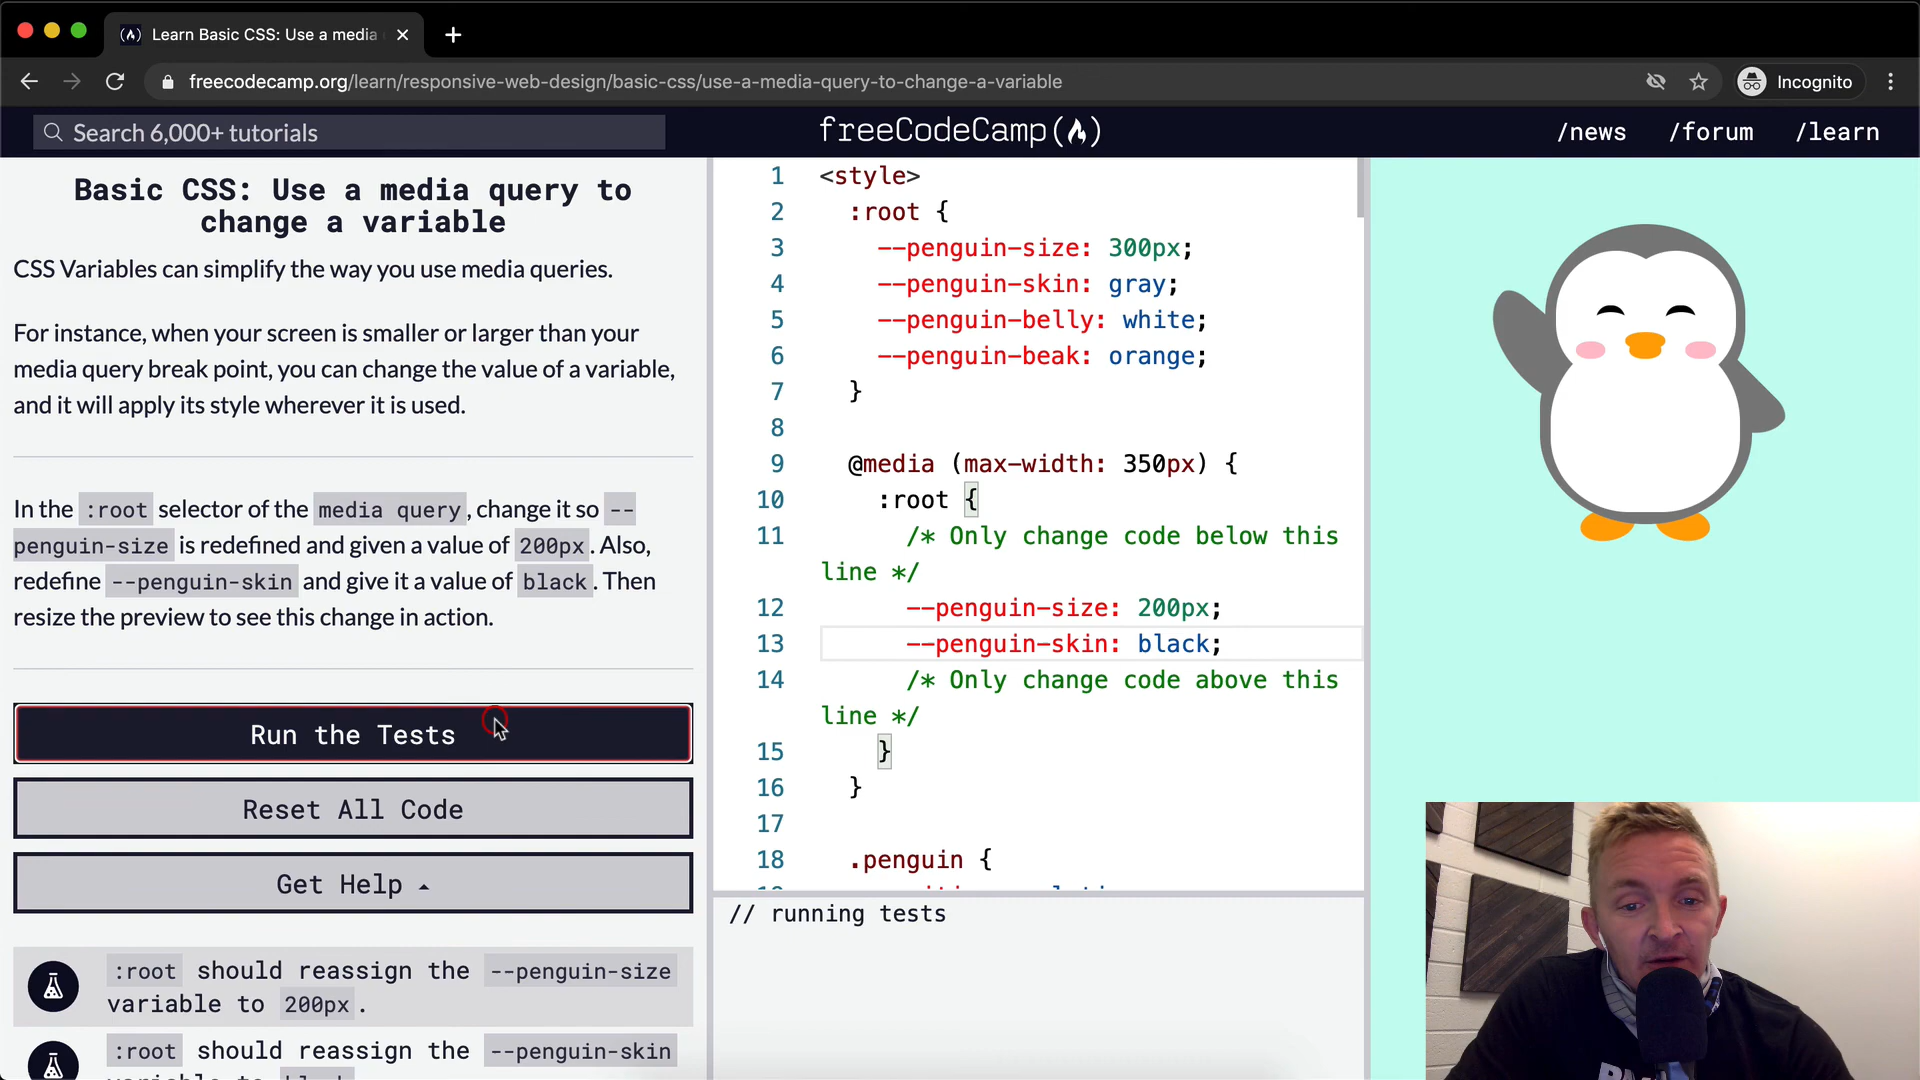 Learn Basic CSS: Use a media
freecodecamp.org/learn/responsive-web-design/basic-css/use-a-media-query-to-change-a-variable
Incognito
Search 6,000+ tutorials
freeCodeCamp
/news
/forum
/learn
Basic CSS: Use a media query to
change a variable
CSS Variables can simplify the way you use media queries.
For instance, when your screen is smaller or larger than your
media query break point, you can change the value of a variable,
and it will apply its style wherever it is used.
In the :root selector of the media query, change it so --
penguin-size is redefined and given a value of 200px. Also,
redefine --penguin-skin and give it a value of black. Then
resize the preview to see this change in action.
Run the Tests
Reset All Code
Get Help
:root should reassign the --penguin-size
variable to 200px.
:root should reassign the --penguin-skin
1 <style>
2 :root {
3 --penguin-size: 300px;
4 --penguin-skin: gray;
5 --penguin-belly: white;
6 --penguin-beak: orange;
7 }
8
9 @media (max-width: 350px) {
10 :root {
11 /* Only change code below this
line */
12 --penguin-size: 200px;
13 --penguin-skin: black;
14 /* Only change code above this
line */
15 }
16 }
17
18 .penguin {
// running tests